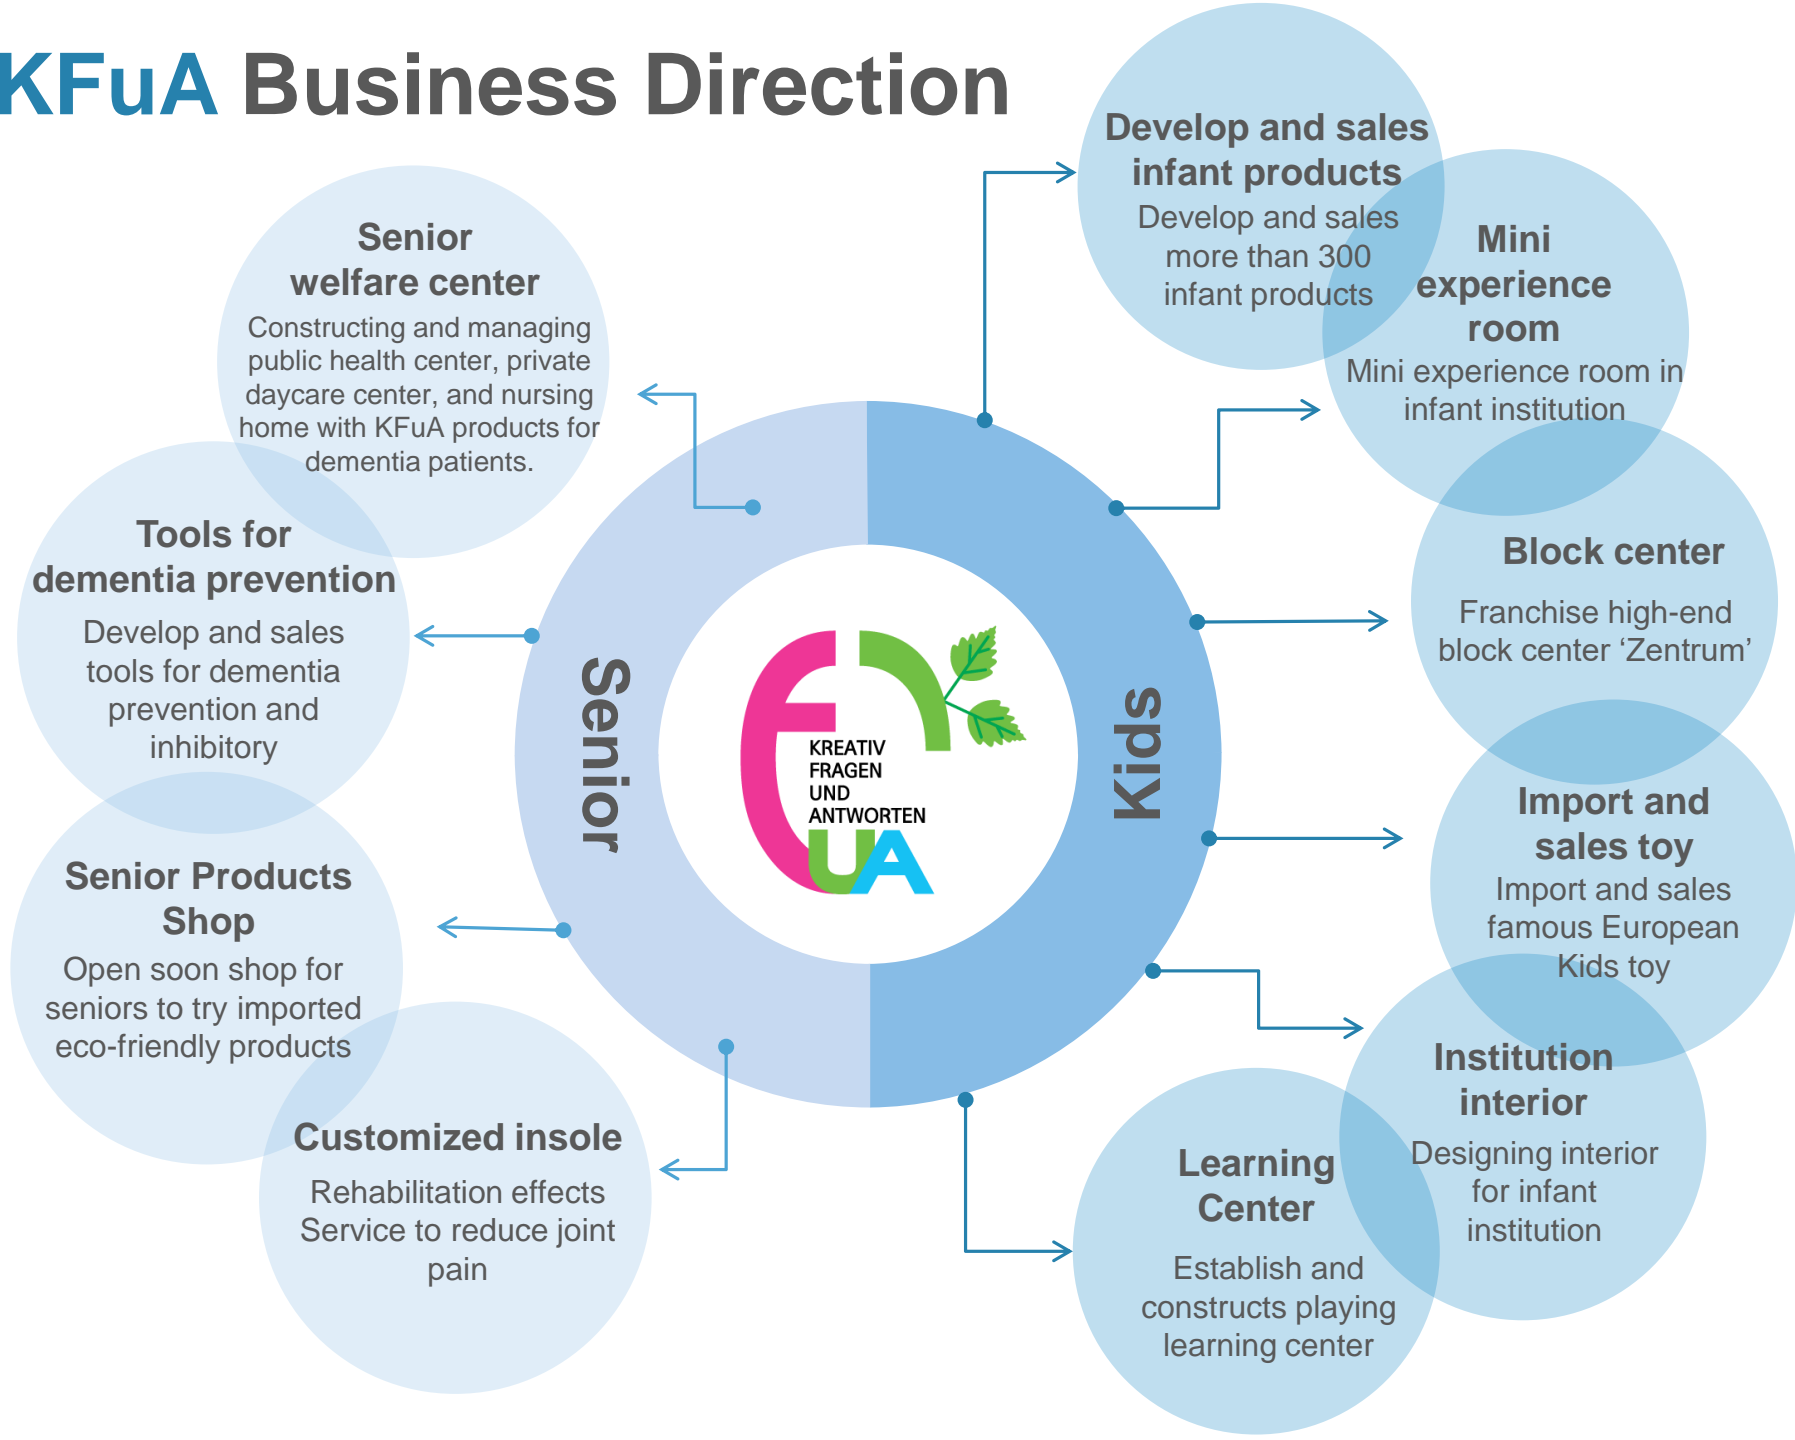 KFuA Business Direction
Senior
welfare center
Constructing and managing
public health center, private
daycare center, and nursing
home with KFuA products for
dementia patients.
Tools for
dementia prevention
Develop and sales
tools for dementia
prevention and
inhibitory
Senior Products
Shop
Open soon shop for
seniors to try imported
eco-friendly products
Customized insole
Rehabilitation effects
Service to reduce joint
pain
Senior
KREATIV
FRAGEN
UND
ANTWORTEN
UA
Kids
Develop and sales
infant products
Develop and sales
more than 300
infant products
Mini
experience
room
Mini experience room in
infant institution
Block center
Franchise high-end
block center ‘Zentrum’
Import and
sales toy
Import and sales
famous European
Kids toy
Institution
interior
Designing interior
for infant
institution
Learning
Center
Establish and
constructs playing
learning center